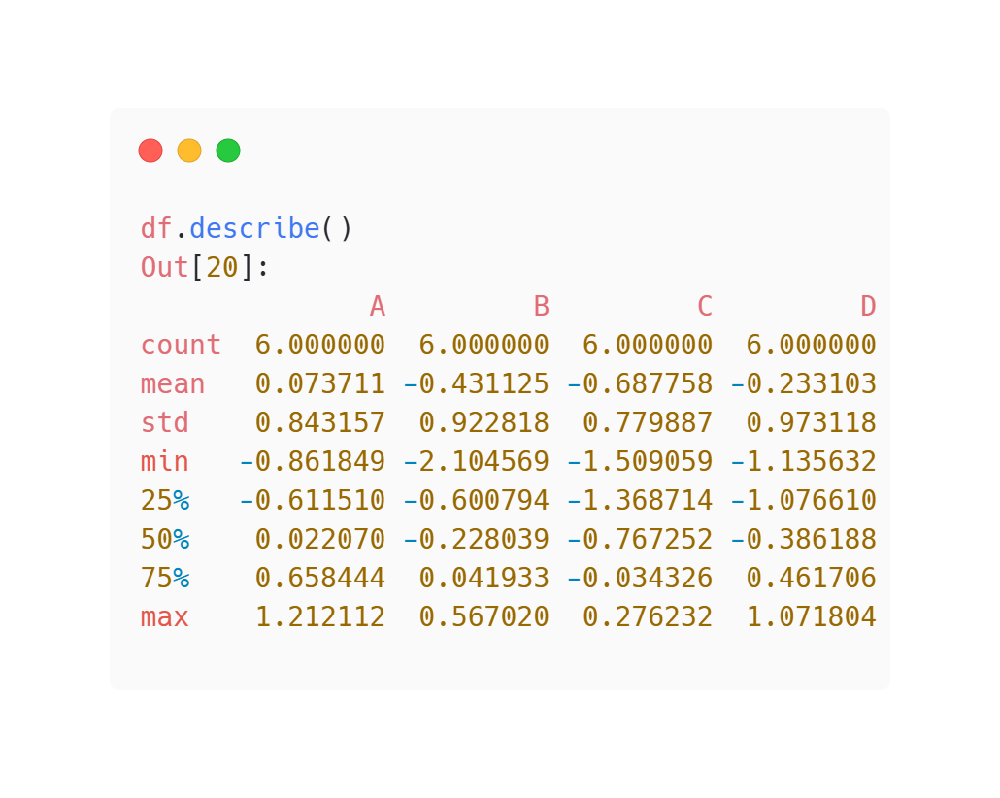 df.describe()
Out[20]:
              A         B         C         D
count  6.000000  6.000000  6.000000  6.000000
mean   0.073711 -0.431125 -0.687758 -0.233103
std    0.843157  0.922818  0.779887  0.973118
min   -0.861849 -2.104569 -1.509059 -1.135632
25%   -0.611510 -0.600794 -1.368714 -1.076610
50%    0.022070 -0.228039 -0.767252 -0.386188
75%    0.658444  0.041933 -0.034326  0.461706
max    1.212112  0.567020  0.276232  1.071804